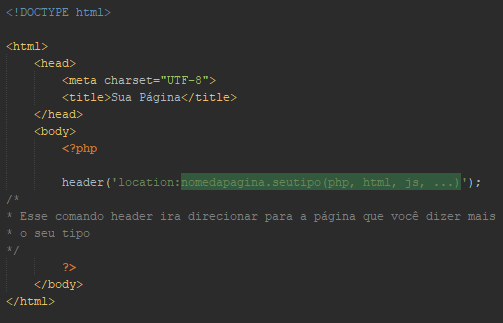 <!DOCTYPE html>
<html>
<head>
<meta charset="UTF-8">
<title>Sua Página</title>
</head>
<body>
<?php
header('location:nomedapagina.seutipo(php, html, js, ...)');
/*
* Esse comando header ira direcionar para a página que você dizer mais
* o seu tipo
*/
?>
</body>
</html>